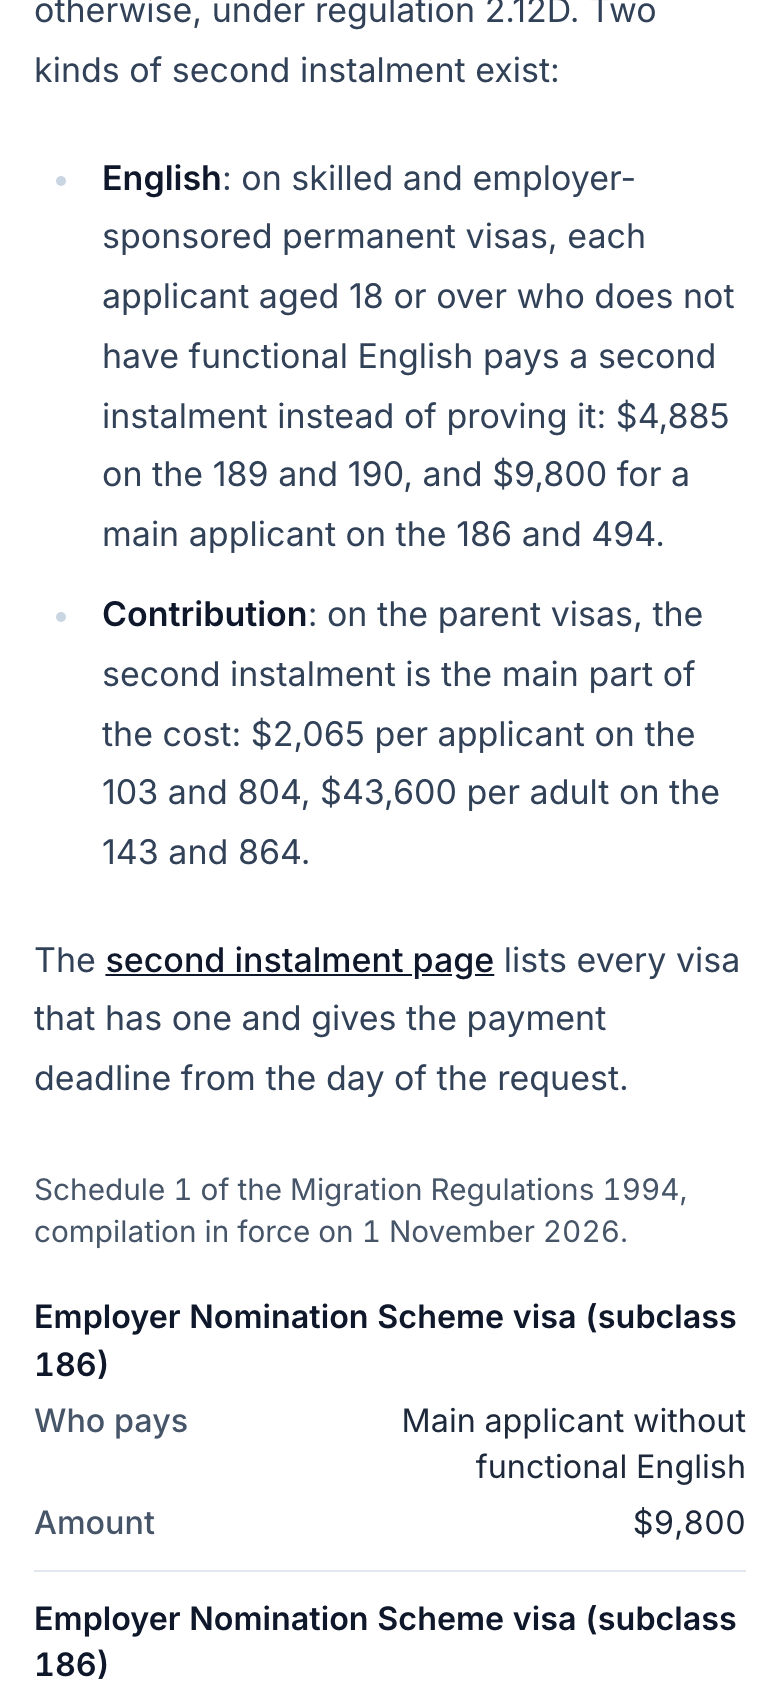 otherwise, under regulation 2.12D. Two
kinds of second instalment exist:
English: on skilled and employer-
sponsored permanent visas, each
applicant aged 18 or over who does not
have functional English pays a second
instalment instead of proving it: $4,885
on the 189 and 190, and $9,800 for a
main applicant on the 186 and 494.
Contribution: on the parent visas, the
second instalment is the main part of
the cost: $2,065 per applicant on the
103 and 804, $43,600 per adult on the
143 and 864.
The second instalment page lists every visa
that has one and gives the payment
deadline from the day of the request.
Schedule 1 of the Migration Regulations 1994,
compilation in force on 1 November 2026.
Employer Nomination Scheme visa (subclass
186)
Who pays Main applicant without
functional English
Amount $9,800
Employer Nomination Scheme visa (subclass
186)